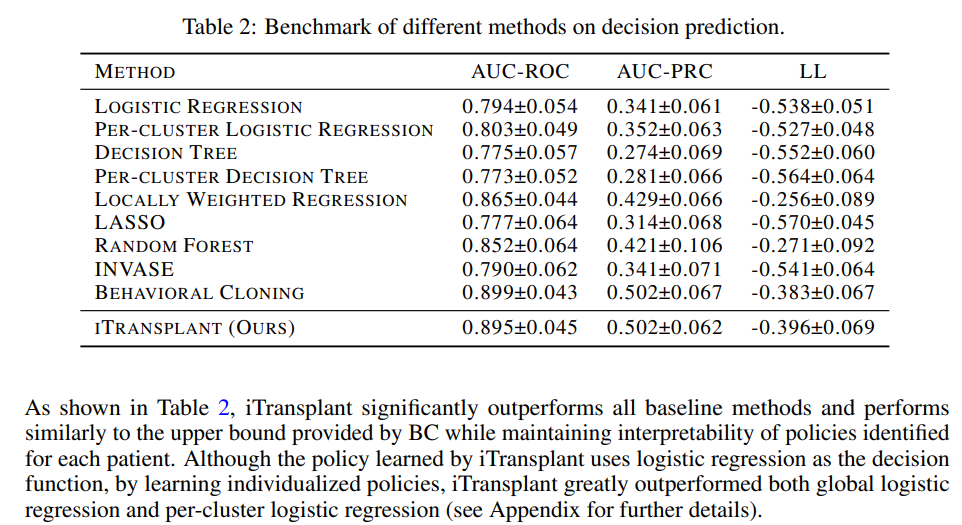 Table 2: Benchmark of different methods on decision prediction.
METHOD AUC-ROC AUC-PRC LL
LOGISTIC REGRESSION 0.794±0.054 0.341±0.061 -0.538±0.051
PER-CLUSTER LOGISTIC REGRESSION 0.803±0.049 0.352±0.063 -0.527±0.048
DECISION TREE 0.775±0.057 0.274±0.069 -0.552±0.060
PER-CLUSTER DECISION TREE 0.773±0.052 0.281±0.066 -0.564±0.064
LOCALLY WEIGHTED REGRESSION 0.865±0.044 0.429±0.066 -0.256±0.089
LASSO 0.777±0.064 0.314±0.068 -0.570±0.045
RANDOM FOREST 0.852±0.064 0.421±0.106 -0.271±0.092
INVASE 0.790±0.062 0.341±0.071 -0.541±0.064
BEHAVIORAL CLONING 0.899±0.043 0.502±0.067 -0.383±0.067
ITRANSPLANT (OURS) 0.895±0.045 0.502±0.062 -0.396±0.069
As shown in Table 2, iTransplant significantly outperforms all baseline methods and performs
similarly to the upper bound provided by BC while maintaining interpretability of policies identified
for each patient. Although the policy learned by iTransplant uses logistic regression as the decision
function, by learning individualized policies, iTransplant greatly outperformed both global logistic
regression and per-cluster logistic regression (see Appendix for further details).